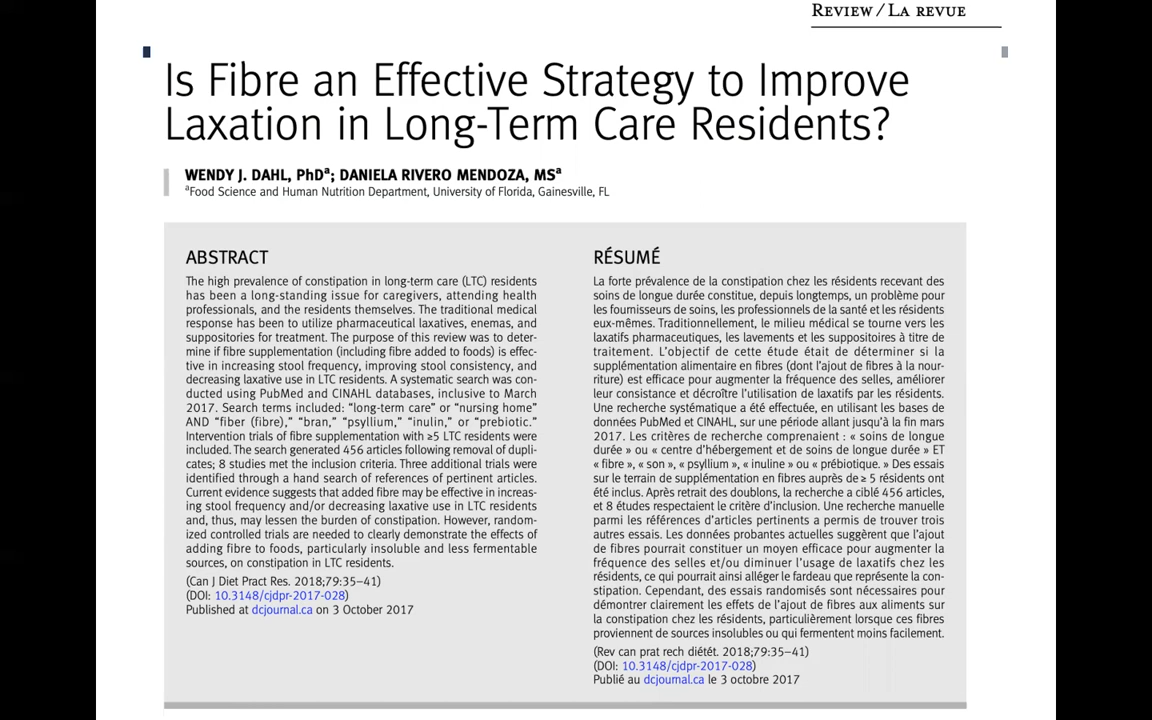 REVIEW / LA REVUE
Is Fibre an Effective Strategy to Improve
Laxation in Long-Term Care Residents?
WENDY J. DAHL, PhDa; DANIELA RIVERO MENDOZA, MSa
aFood Science and Human Nutrition Department, University of Florida, Gainesville, FL
ABSTRACT
The high prevalence of constipation in long-term care (LTC) residents
has been a long-standing issue for caregivers, attending health
professionals, and the residents themselves. The traditional medical
response has been to utilize pharmaceutical laxatives, enemas, and
suppositories for treatment. The purpose of this review was to deter-
mine if fibre supplementation (including fibre added to foods) is effec-
tive in increasing stool frequency, improving stool consistency, and
decreasing laxative use in LTC residents. A systematic search was con-
ducted using PubMed and CINAHL databases, inclusive to March
2017. Search terms included: “long-term care” or “nursing home”
AND “fiber (fibre),” “bran,” “psyllium,” “inulin,” or “prebiotic.”
Intervention trials of fibre supplementation with ≥5 LTC residents were
included. The search generated 456 articles following removal of dupli-
cates; 8 studies met the inclusion criteria. Three additional trials were
identified through a hand search of references of pertinent articles.
Current evidence suggests that added fibre may be effective in increas-
ing stool frequency and/or decreasing laxative use in LTC residents
and, thus, may lessen the burden of constipation. However, random-
ized controlled trials are needed to clearly demonstrate the effects of
adding fibre to foods, particularly insoluble and less fermentable
sources, on constipation in LTC residents.
(Can J Diet Pract Res. 2018;79:35–41)
(DOI: 10.3148/cjdpr-2017-028)
Published at dcjournal.ca on 3 October 2017
RÉSUMÉ
La forte prévalence de la constipation chez les résidents recevant des
soins de longue durée constitue, depuis longtemps, un problème pour
les fournisseurs de soins, les professionnels de la santé et les résidents
eux-mêmes. Traditionnellement, le milieu médical se tourne vers les
laxatifs pharmaceutiques, les lavements et les suppositoires à titre de
traitement. L’objectif de cette étude était de déterminer si la
supplémentation alimentaire en fibres (dont l’ajout de fibres à la nour-
riture) est efficace pour augmenter la fréquence des selles, améliorer
leur consistance et décroître l’utilisation de laxatifs par les résidents.
Une recherche systématique a été effectuée, en utilisant les bases de
données PubMed et CINAHL, sur une période allant jusqu’à la fin mars
2017. Les critères de recherche comprenaient : « soins de longue
durée » ou « centre d’hébergement et de soins de longue durée » ET
« fibre », « son », « psyllium », « inuline » ou « prébiotique. » Des essais
sur le terrain de supplémentation en fibres auprès de ≥ 5 résidents ont
été inclus. Après retrait des doublons, la recherche a ciblé 456 articles,
et 8 études respectaient le critère d’inclusion. Une recherche manuelle
parmi les références d’articles pertinents a permis de trouver trois
autres essais. Les données probantes actuelles suggèrent que l’ajout
de fibres pourrait constituer un moyen efficace pour augmenter la
fréquence des selles et/ou diminuer l’usage de laxatifs chez les
résidents, ce qui pourrait ainsi alléger le fardeau que représente la con-
stipation. Cependant, des essais randomisés sont nécessaires pour
démontrer clairement les effets de l’ajout de fibres aux aliments sur
la constipation chez les résidents, particulièrement lorsque ces fibres
proviennent de sources insolubles ou qui fermentent moins facilement.
(Rev can prat rech diétét. 2018;79:35–41)
(DOI: 10.3148/cjdpr-2017-028)
Publié au dcjournal.ca le 3 octobre 2017